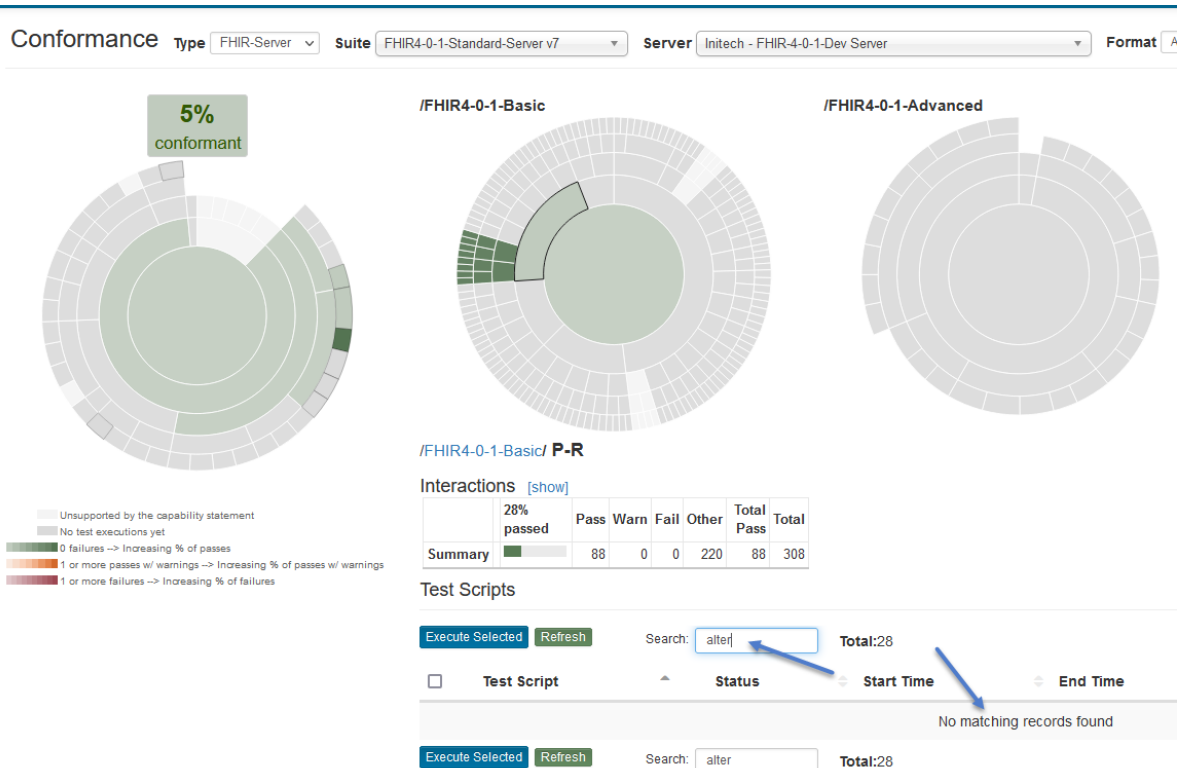 Conformance Type FHIR-Server Suite FHIR4-0-1-Standard-Server v7 Server Initech - FHIR-4-0-1-Dev Server Format A
5%
conformant
/FHIR4-0-1-Basic
/FHIR4-0-1-Advanced
Unsupported by the capability statement
No test executions yet
0 failures --> Increasing % of passes
1 or more passes w/ warnings --> Increasing % of passes w/ warnings
1 or more failures --> Increasing % of failures
/FHIR4-0-1-Basic/ P-R
Interactions [show]
28% passed Pass Warn Fail Other Total Pass Total
Summary 88 0 0 220 88 308
Test Scripts
Execute Selected Refresh Search: alter Total:28
Test Script Status Start Time End Time
No matching records found
Execute Selected Refresh Search: alter Total:28